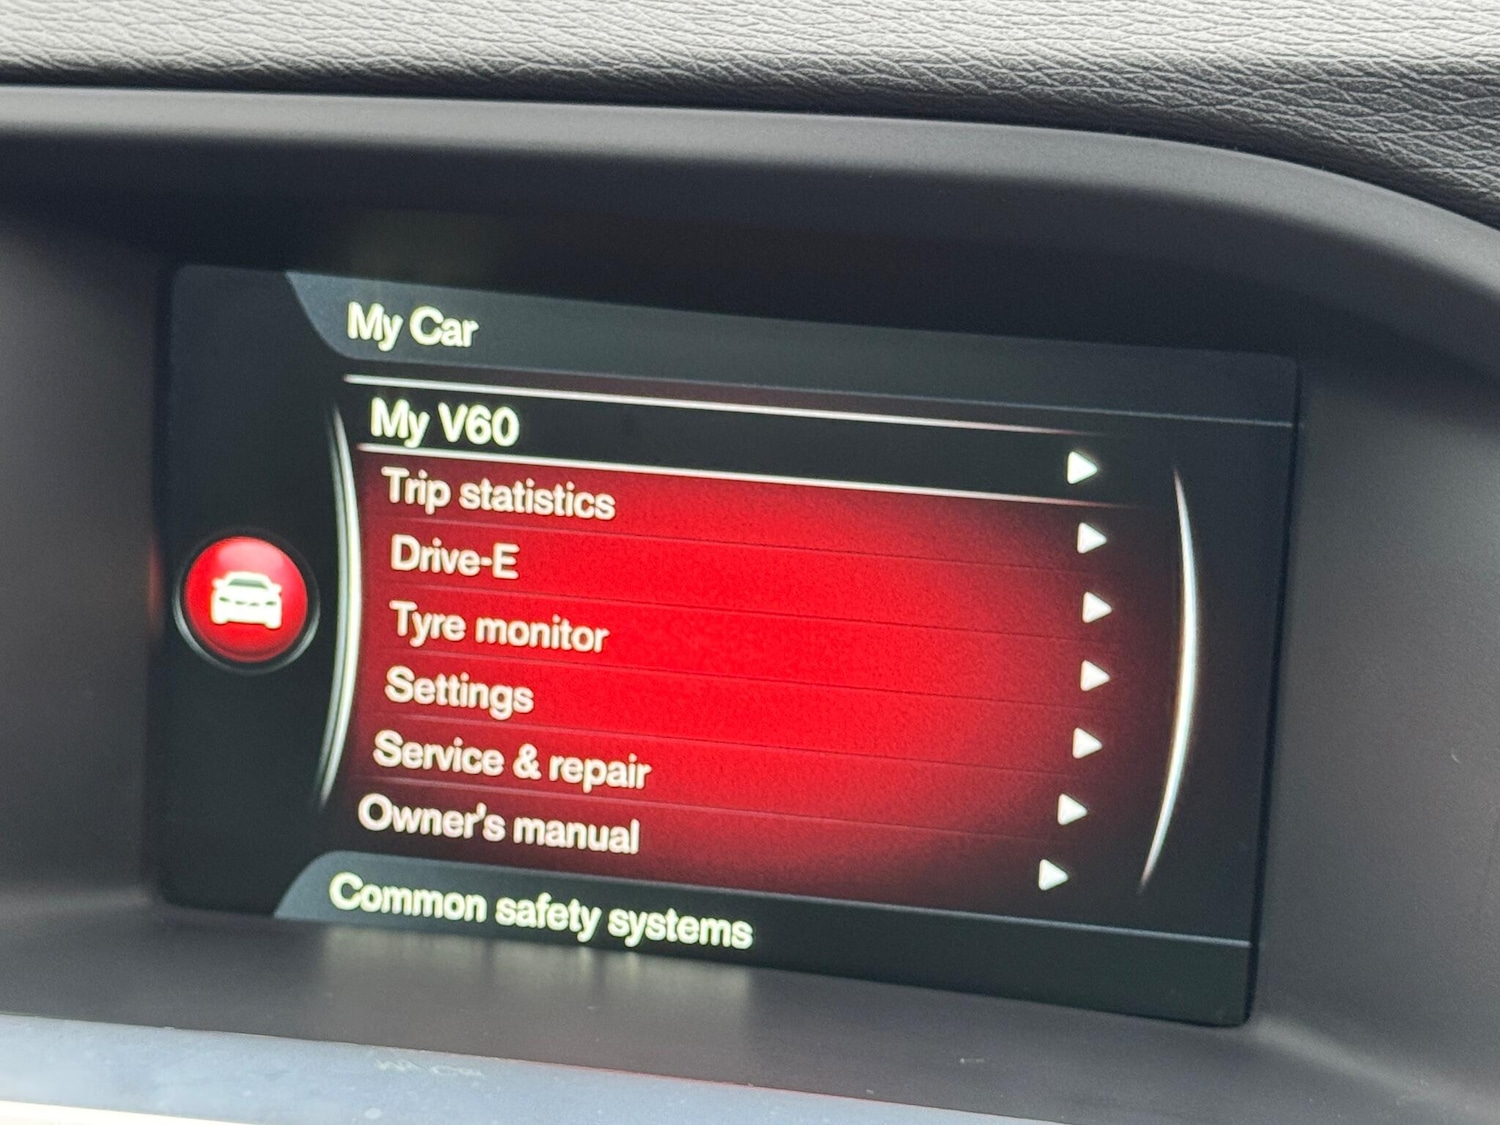 My Car
My V60
Trip statistics
Drive-E
Tyre monitor
Settings
Service & repair
Owner's manual
Common safety systems